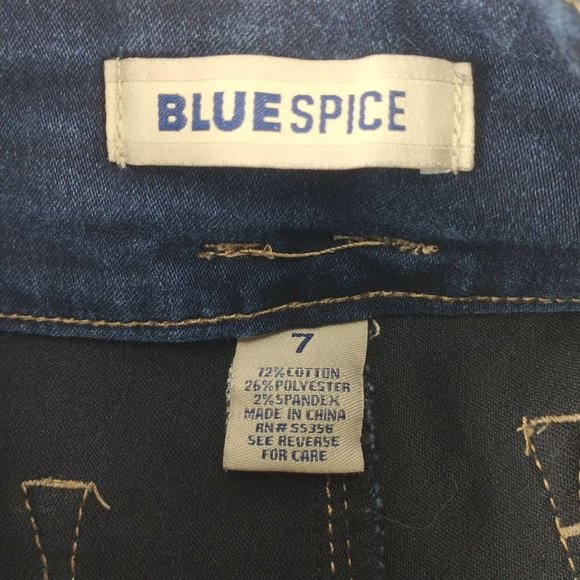 BLUESPICE
7
72%COTTON
26%POLYESTER
2%SPANDEX
MADE IN CHINA
RN# 55356
SEE REVERSE
FOR CARE